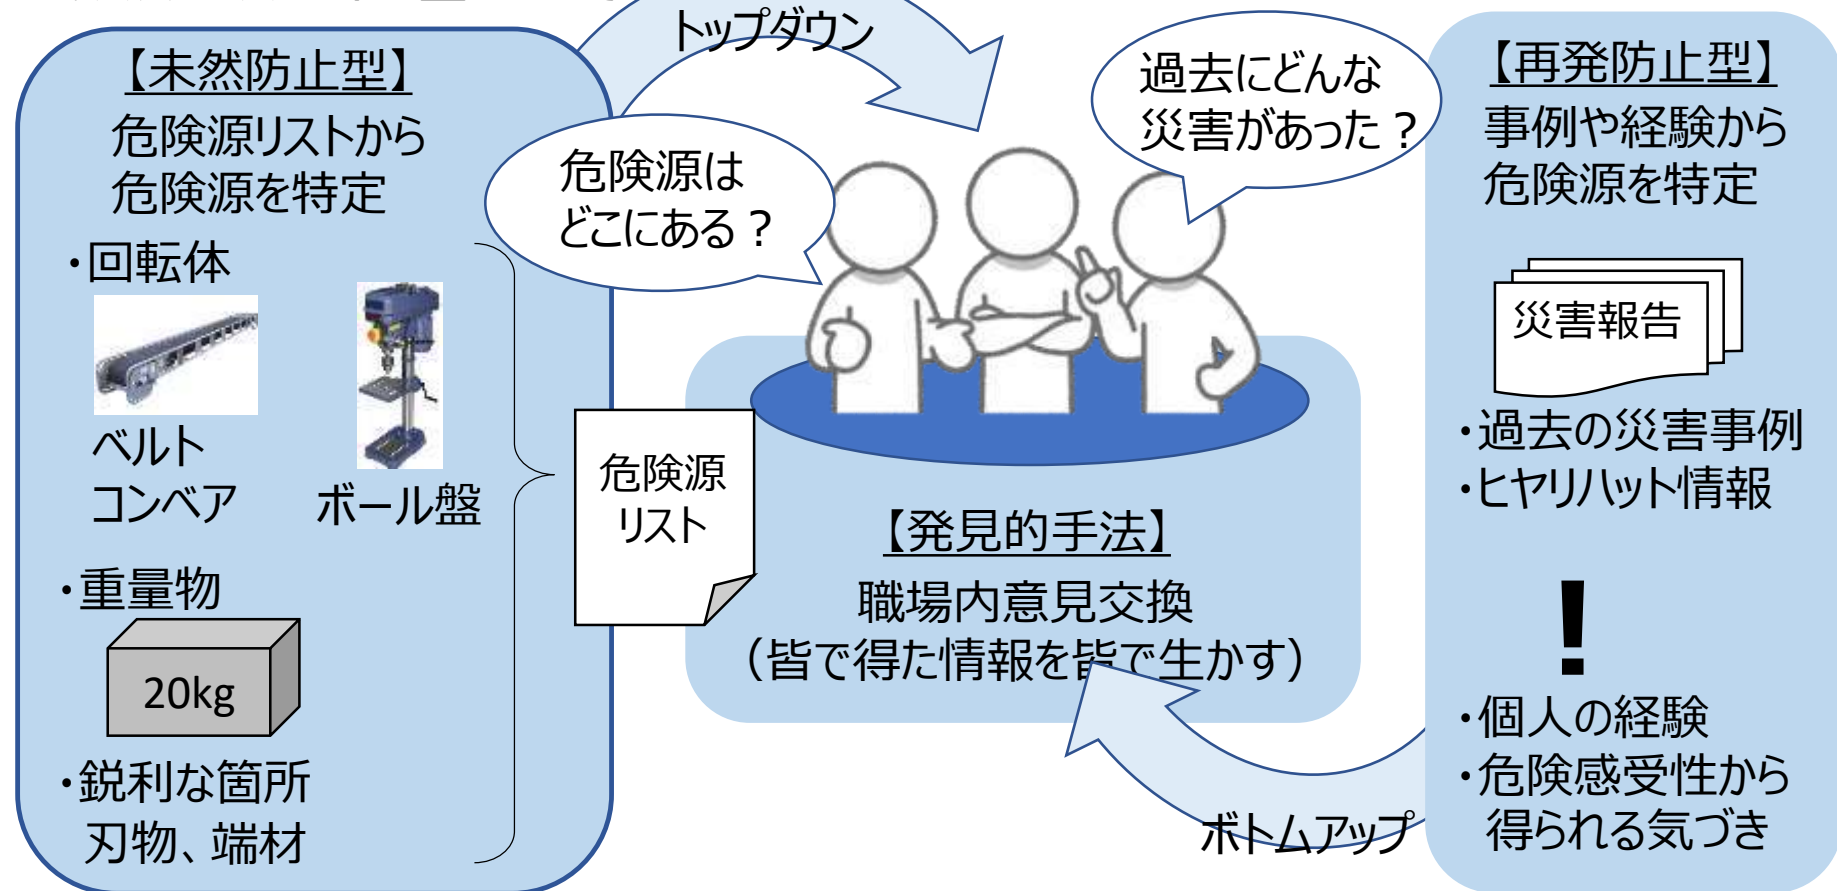 トップダウン
【未然防止型】
危険源リストから
危険源を特定
・回転体
ベルト
コンベア
ボール盤
・重量物
20kg
・鋭利な箇所
刃物、端材
危険源
リスト
危険源は
どこにある？
過去にどんな
災害があった？
【発見的手法】
職場内意見交換
（皆で得た情報を皆で生かす）
ボトムアップ
【再発防止型】
事例や経験から
危険源を特定
災害報告
・過去の災害事例
・ヒヤリハット情報
！
・個人の経験
・危険感受性から
得られる気づき